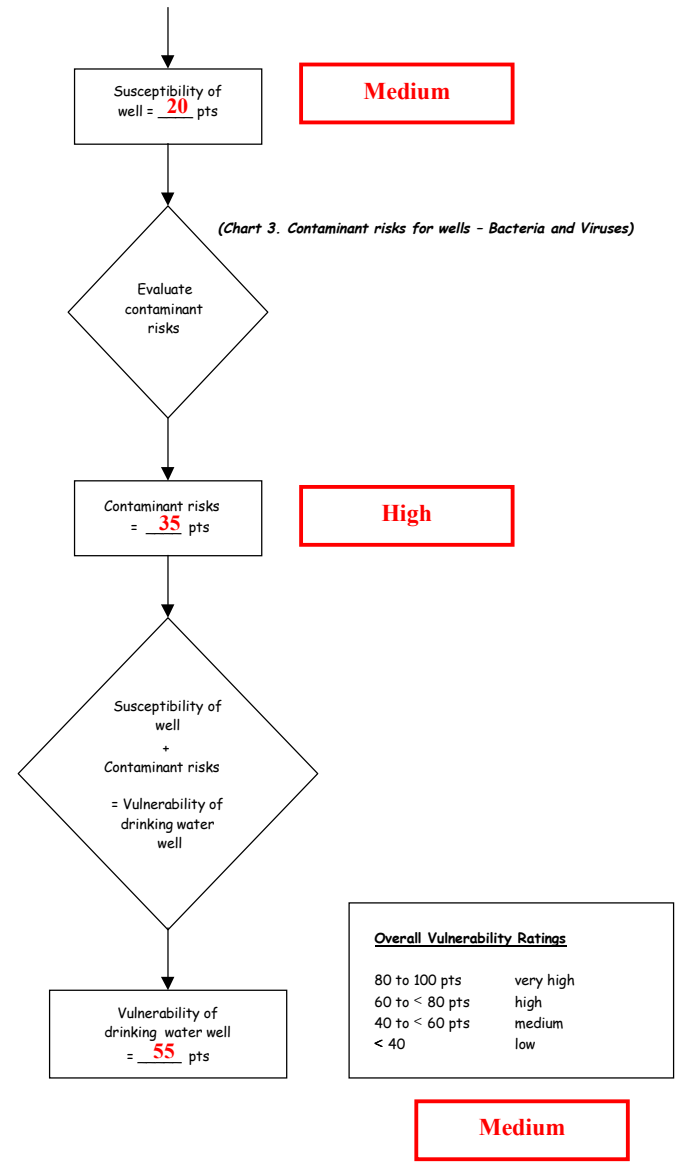 Susceptibility of
well = 20 pts
Medium
(Chart 3. Contaminant risks for wells – Bacteria and Viruses)
Evaluate
contaminant
risks
Contaminant risks
= 35 pts
High
Susceptibility of
well
+
Contaminant risks
= Vulnerability of
drinking water
well
Vulnerability of
drinking water well
= 55 pts
Overall Vulnerability Ratings
80 to 100 pts very high
60 to < 80 pts high
40 to < 60 pts medium
< 40 low
Medium